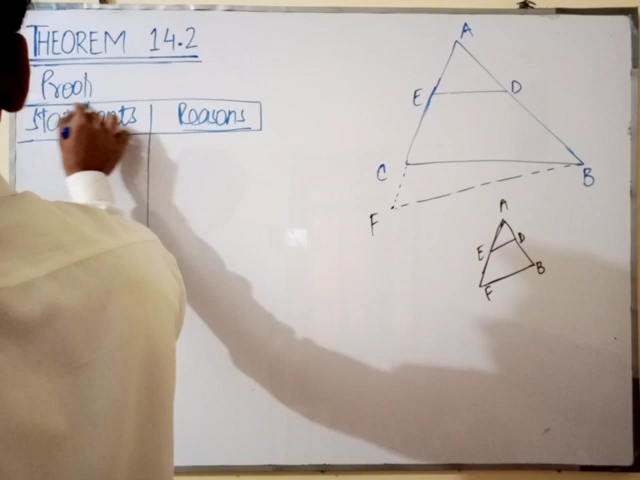 THEOREM 14.2
Proof
Statements Reasons
A
E D
C B
F
A
E D
B
F